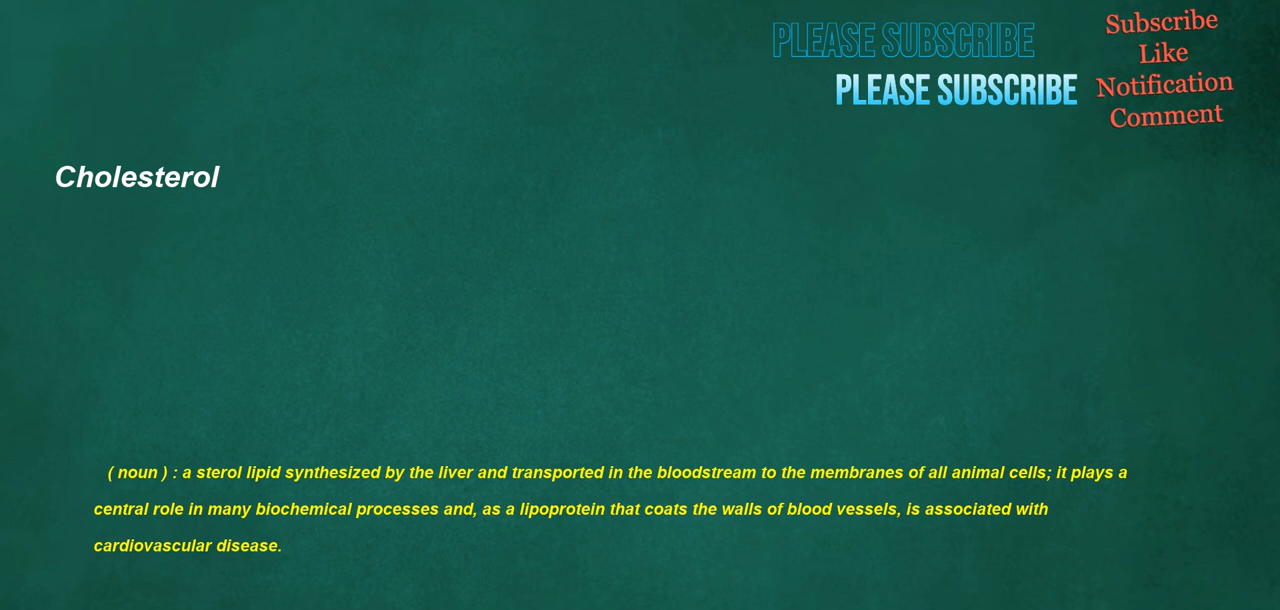 PLEASE SUBSCRIBE
PLEASE SUBSCRIBE
Subscribe
Like
Notification
Comment
Cholesterol
( noun ) : a sterol lipid synthesized by the liver and transported in the bloodstream to the membranes of all animal cells; it plays a
central role in many biochemical processes and, as a lipoprotein that coats the walls of blood vessels, is associated with
cardiovascular disease.